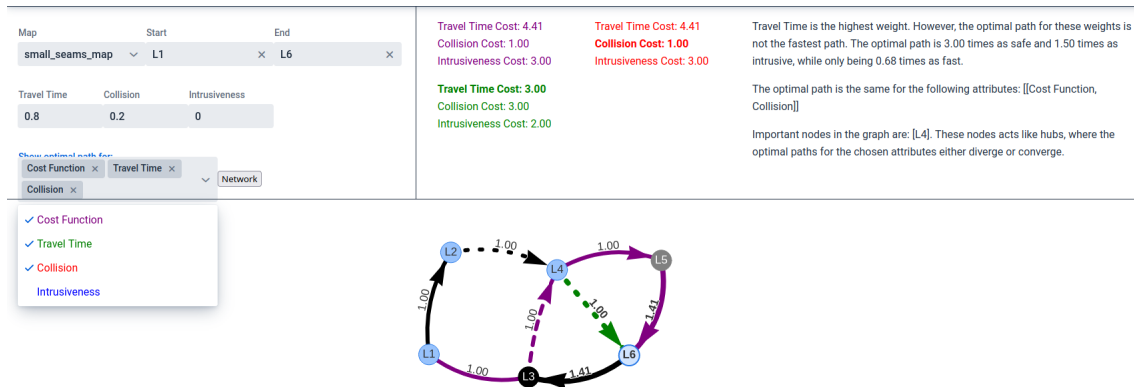 Map
Start
End
small_seams_map
L1 ×
L6 ×
Travel Time
Collision
Intrusiveness
0.8
0.2
0
Show optimal path for:
Cost Function × Travel Time ×
Collision ×
Network
Cost Function
Travel Time
Collision
Intrusiveness
Travel Time Cost: 4.41
Collision Cost: 1.00
Intrusiveness Cost: 3.00
Travel Time Cost: 4.41
Collision Cost: 1.00
Intrusiveness Cost: 3.00
Travel Time Cost: 3.00
Collision Cost: 3.00
Intrusiveness Cost: 2.00
Travel Time is the highest weight. However, the optimal path for these weights is
not the fastest path. The optimal path is 3.00 times as safe and 1.50 times as
intrusive, while only being 0.68 times as fast.
The optimal path is the same for the following attributes: [[Cost Function,
Collision]]
Important nodes in the graph are: [L4]. These nodes acts like hubs, where the
optimal paths for the chosen attributes either diverge or converge.
L2
1.00
L4
1.00
L5
1.00
1.00
1.00
1.41
L1
1.00
L3
1.41
L6